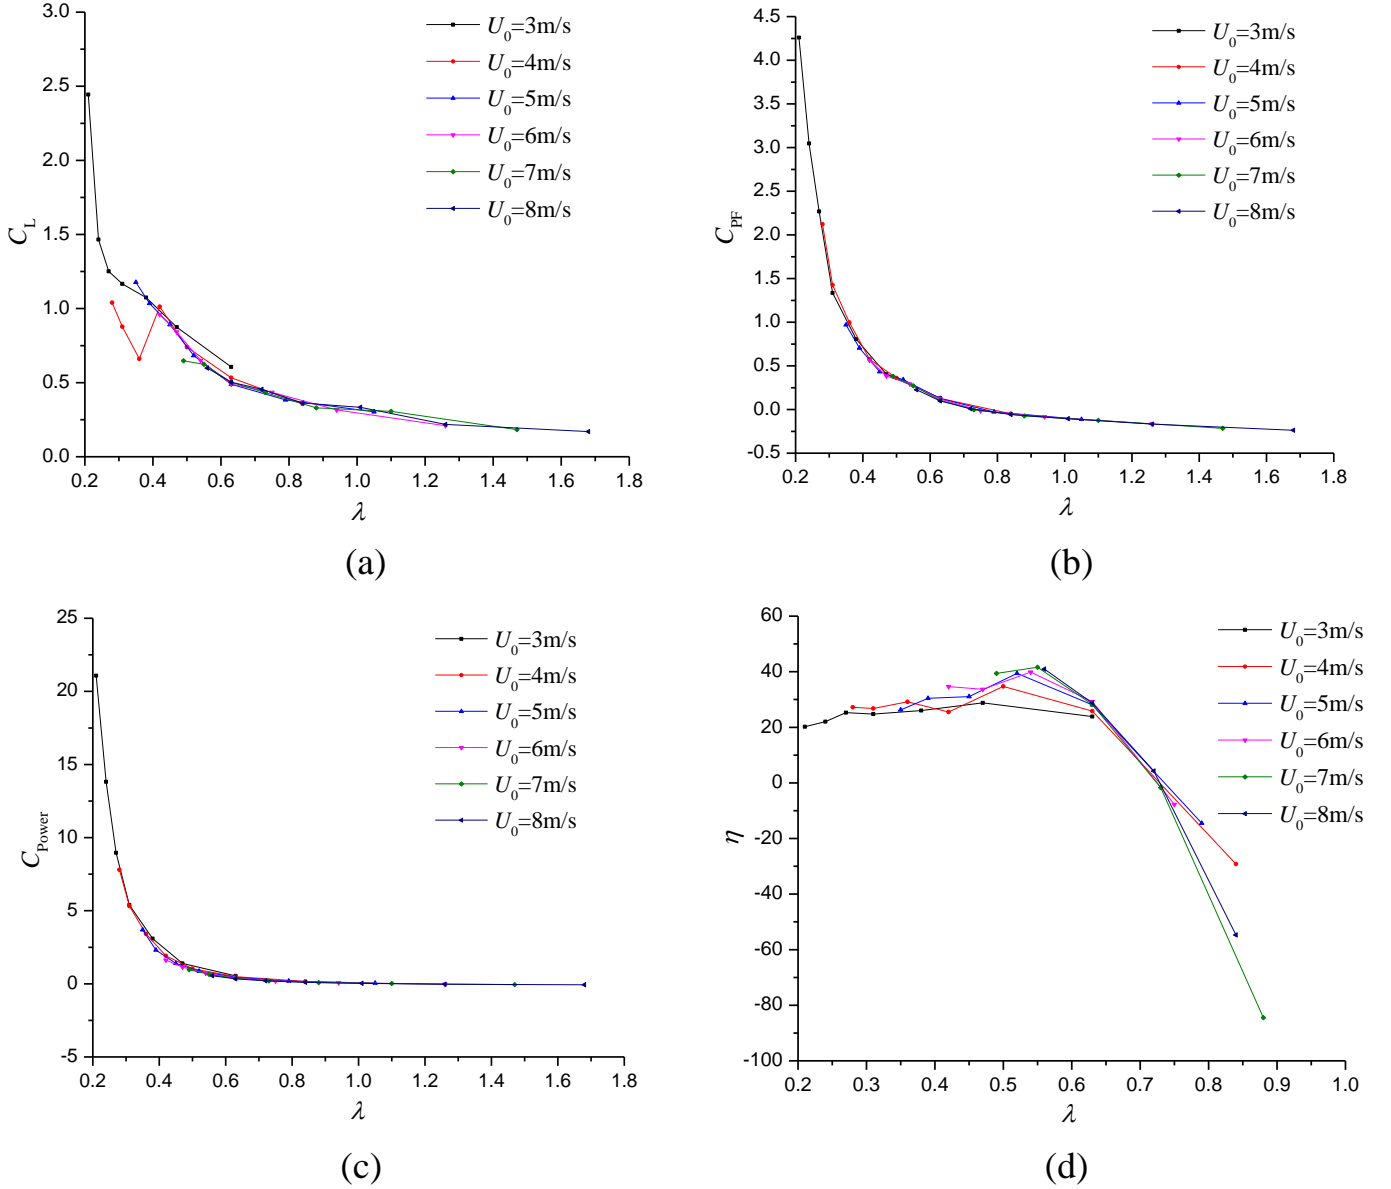 3.0
2.5
2.0
1.5
1.0
0.5
0.0
C_L
0.2 0.4 0.6 0.8 1.0 1.2 1.4 1.6 1.8
λ
U_0=3m/s
U_0=4m/s
U_0=5m/s
U_0=6m/s
U_0=7m/s
U_0=8m/s
(a)
4.5
4.0
3.5
3.0
2.5
2.0
1.5
1.0
0.5
0.0
-0.5
C_PF
0.2 0.4 0.6 0.8 1.0 1.2 1.4 1.6 1.8
λ
U_0=3m/s
U_0=4m/s
U_0=5m/s
U_0=6m/s
U_0=7m/s
U_0=8m/s
(b)
25
20
15
10
5
0
-5
C_Power
0.2 0.4 0.6 0.8 1.0 1.2 1.4 1.6 1.8
λ
U_0=3m/s
U_0=4m/s
U_0=5m/s
U_0=6m/s
U_0=7m/s
U_0=8m/s
(c)
60
40
20
0
-20
-40
-60
-80
-100
η
0.2 0.3 0.4 0.5 0.6 0.7 0.8 0.9 1.0
λ
U_0=3m/s
U_0=4m/s
U_0=5m/s
U_0=6m/s
U_0=7m/s
U_0=8m/s
(d)